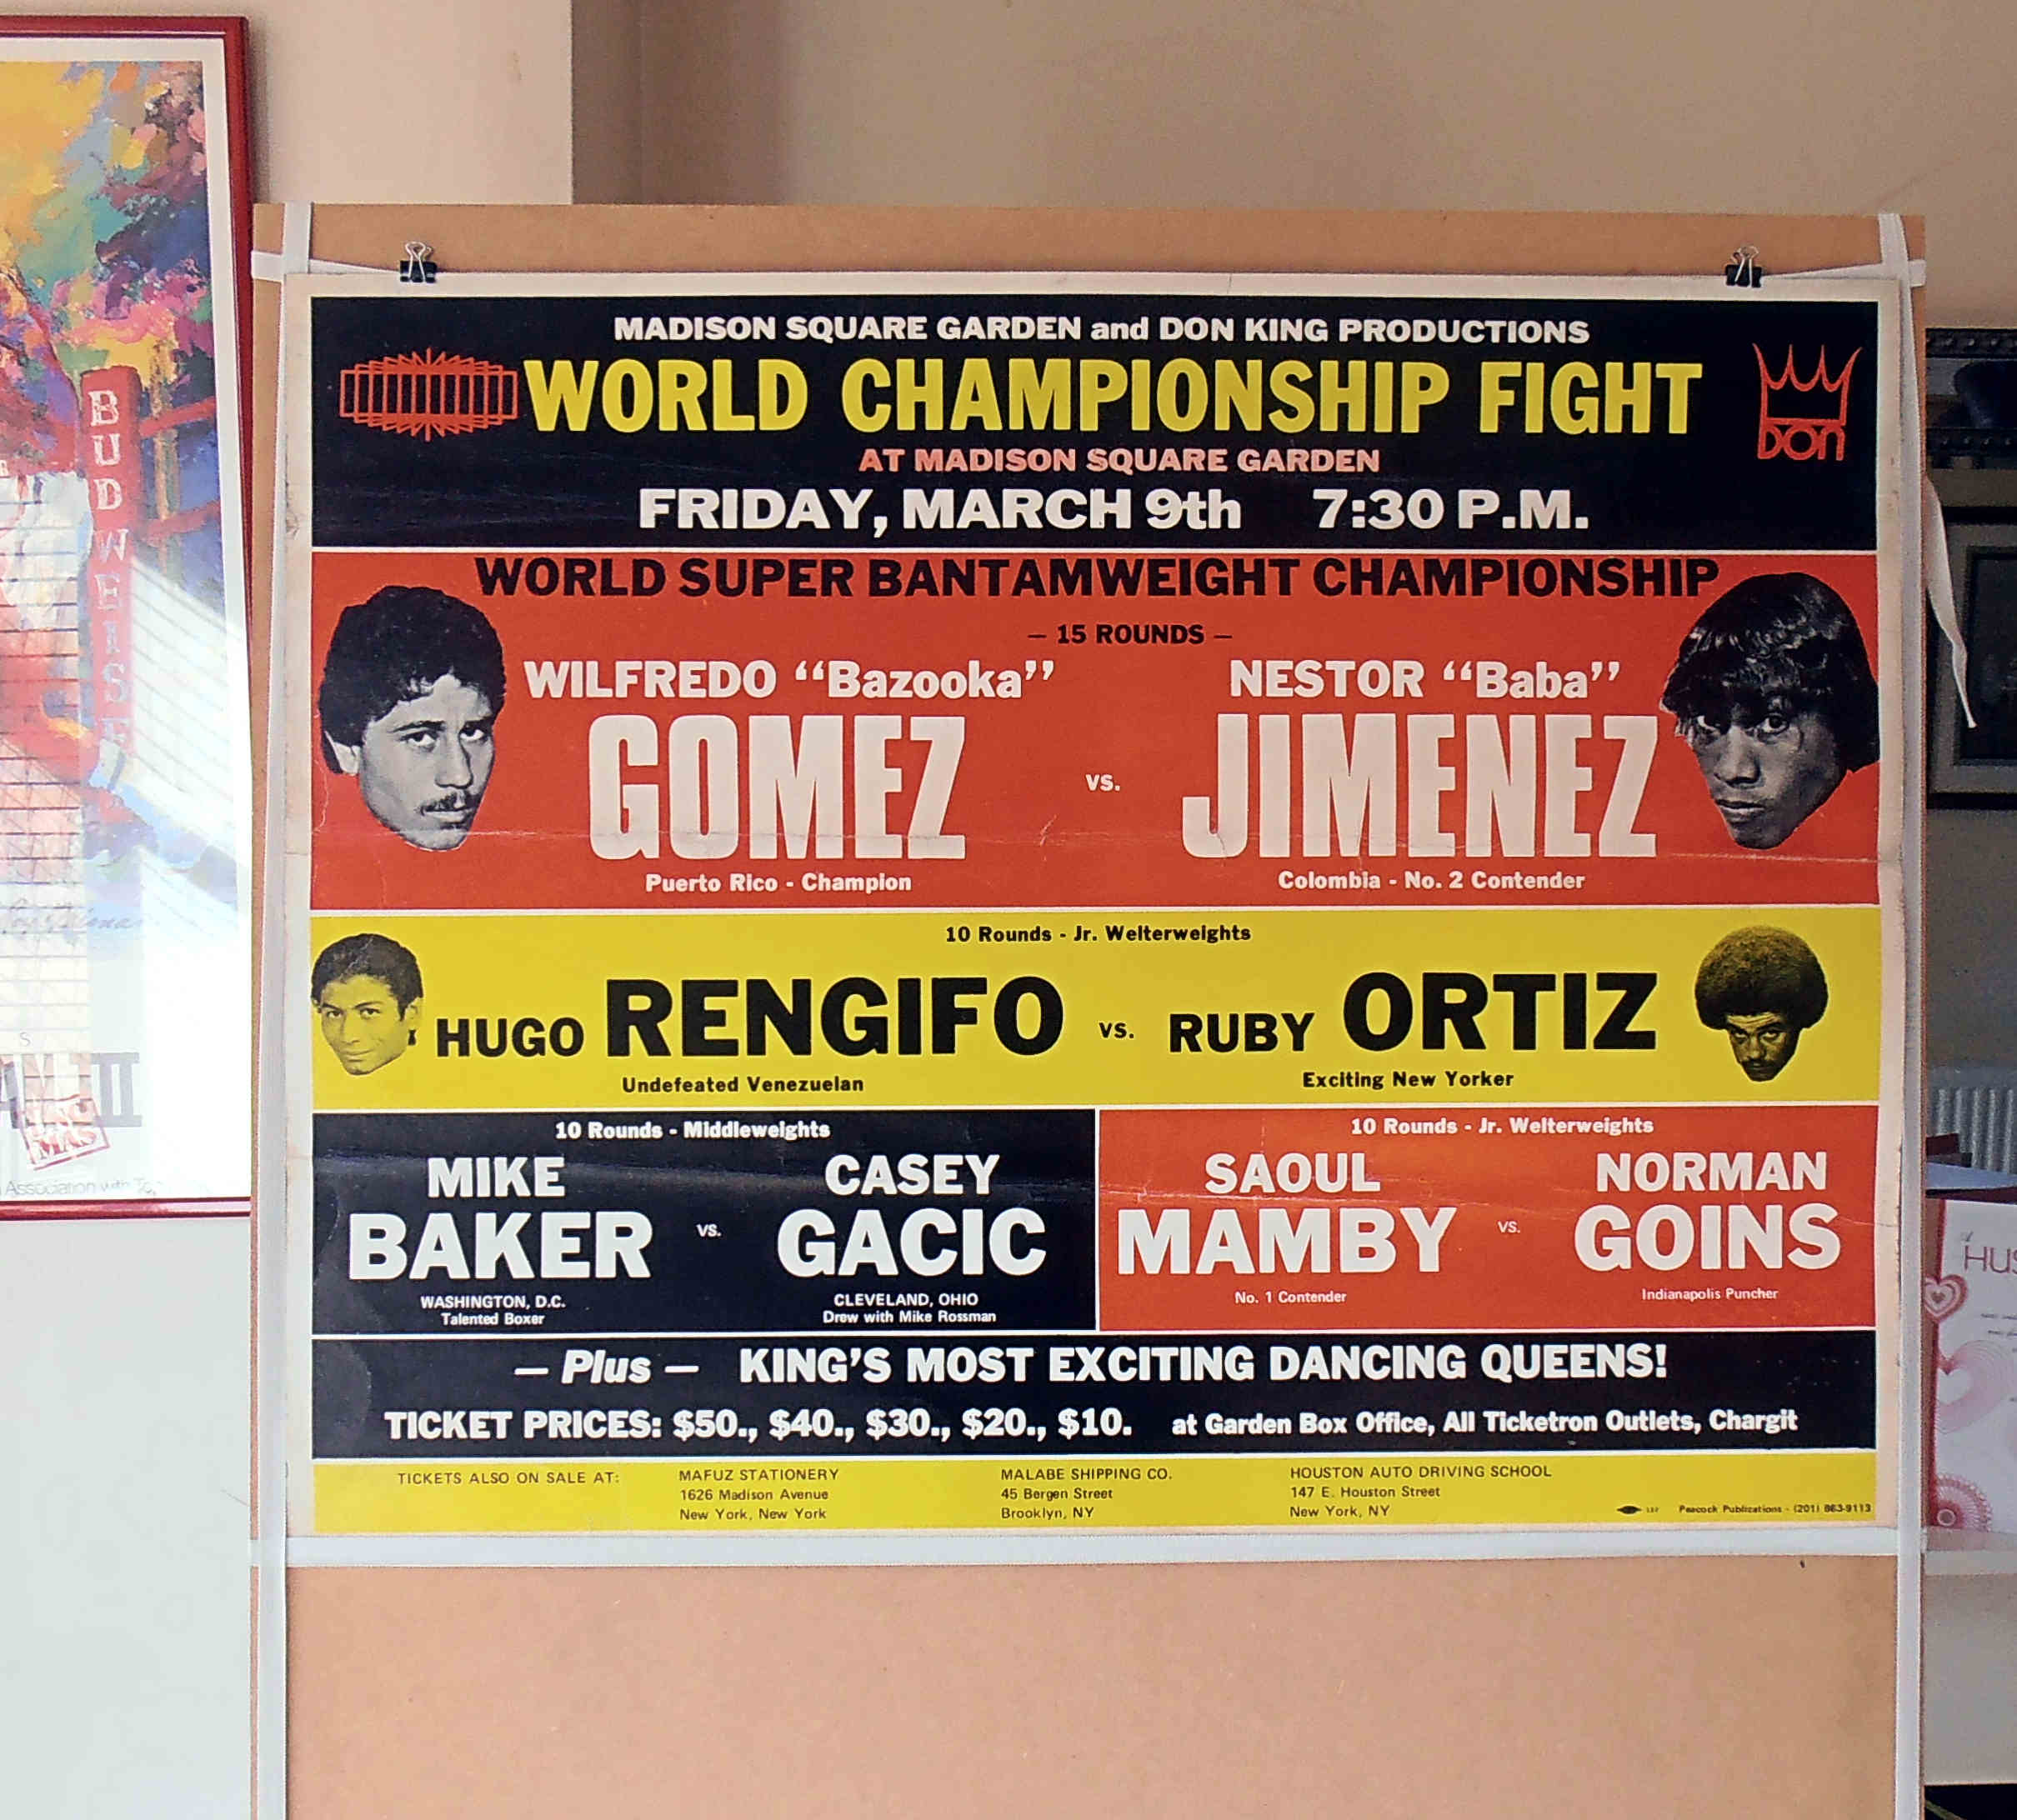 BUDWEISE
Association with
MADISON SQUARE GARDEN and DON KING PRODUCTIONS
WORLD CHAMPIONSHIP FIGHT
DON
AT MADISON SQUARE GARDEN
FRIDAY, MARCH 9th 7:30 P.M.
WORLD SUPER BANTAMWEIGHT CHAMPIONSHIP
— 15 ROUNDS —
WILFREDO “Bazooka” NESTOR “Baba”
GOMEZ vs. JIMENEZ
Puerto Rico - Champion Colombia - No. 2 Contender
10 Rounds - Jr. Welterweights
HUGO RENGIFO vs. RUBY ORTIZ
Undefeated Venezuelan Exciting New Yorker
10 Rounds - Middleweights
MIKE CASEY
BAKER vs. GACIC
WASHINGTON, D.C. CLEVELAND, OHIO
Talented Boxer Drew with Mike Rossman
10 Rounds - Jr. Welterweights
SAOUL NORMAN
MAMBY vs. GOINS
No. 1 Contender Indianapolis Puncher
— Plus — KING'S MOST EXCITING DANCING QUEENS!
TICKET PRICES: $50., $40., $30., $20., $10. at Garden Box Office, All Ticketron Outlets, Chargit
TICKETS ALSO ON SALE AT: MAFUZ STATIONERY MALABE SHIPPING CO. HOUSTON AUTO DRIVING SCHOOL
1626 Madison Avenue 45 Bergen Street 147 E. Houston Street
New York, New York Brooklyn, NY New York, NY
Peacock Publications - (201) 863-9113
HUS